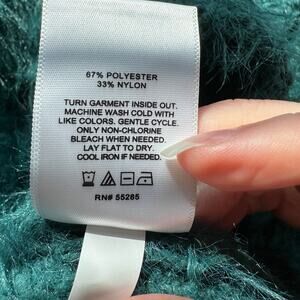 67% POLYESTER
33% NYLON
TURN GARMENT INSIDE OUT.
MACHINE WASH COLD WITH
LIKE COLORS. GENTLE CYCLE.
ONLY NON-CHLORINE
BLEACH WHEN NEEDED.
LAY FLAT TO DRY.
COOL IRON IF NEEDED.
RN# 55285